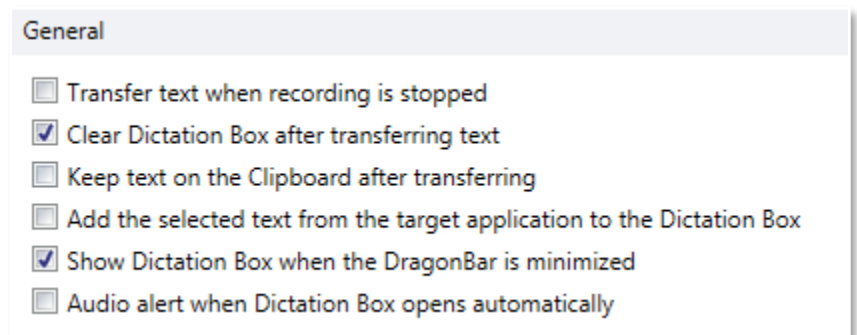 General
Transfer text when recording is stopped
Clear Dictation Box after transferring text
Keep text on the Clipboard after transferring
Add the selected text from the target application to the Dictation Box
Show Dictation Box when the DragonBar is minimized
Audio alert when Dictation Box opens automatically